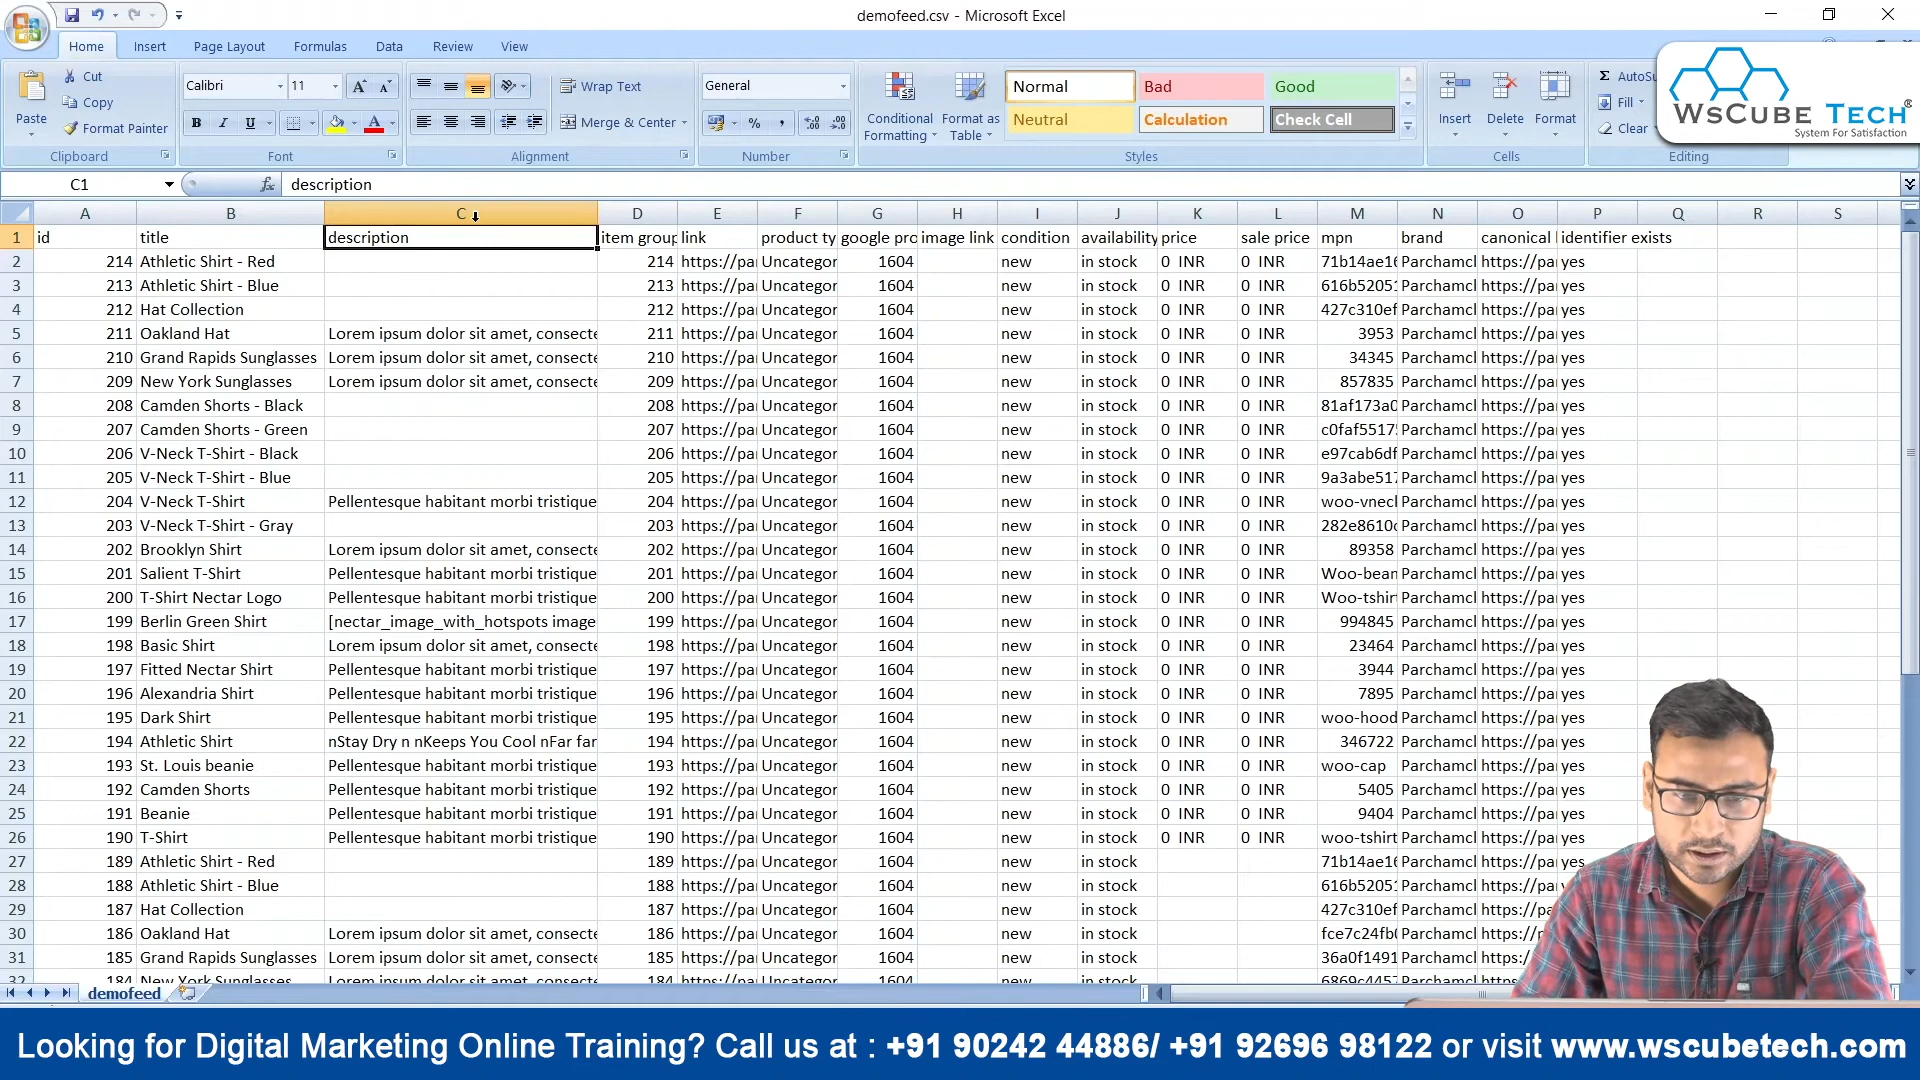 demofeed.csv - Microsoft Excel
Home Insert Page Layout Formulas Data Review View
Paste Cut Copy Format Painter Clipboard
Calibri 11 B I U Font
Wrap Text Merge & Center Alignment
General % , Number
Conditional Formatting Format as Table Normal Bad Good Neutral Calculation Check Cell Styles
Insert Delete Format Cells
Σ AutoSu Fill Clear Editing
WsCube Tech®
System For Satisfaction
C1 fx description
A B C D E F G H I J K L M N O P Q R S
1 id title description item group link product ty google pro image link condition availability price sale price mpn brand canonical identifier exists
2 214 Athletic Shirt - Red 214 https://pa Uncategor 1604 new in stock 0 INR 0 INR 71b14ae16 Parchamcl https://pa yes
3 213 Athletic Shirt - Blue 213 https://pa Uncategor 1604 new in stock 0 INR 0 INR 616b5205 Parchamcl https://pa yes
4 212 Hat Collection 212 https://pa Uncategor 1604 new in stock 0 INR 0 INR 427c310ef Parchamcl https://pa yes
5 211 Oakland Hat Lorem ipsum dolor sit amet, consecte 211 https://pa Uncategor 1604 new in stock 0 INR 0 INR 3953 Parchamcl https://pa yes
6 210 Grand Rapids Sunglasses Lorem ipsum dolor sit amet, consecte 210 https://pa Uncategor 1604 new in stock 0 INR 0 INR 34345 Parchamcl https://pa yes
7 209 New York Sunglasses Lorem ipsum dolor sit amet, consecte 209 https://pa Uncategor 1604 new in stock 0 INR 0 INR 857835 Parchamcl https://pa yes
8 208 Camden Shorts - Black 208 https://pa Uncategor 1604 new in stock 0 INR 0 INR 81af173a0 Parchamcl https://pa yes
9 207 Camden Shorts - Green 207 https://pa Uncategor 1604 new in stock 0 INR 0 INR c0faf5517 Parchamcl https://pa yes
10 206 V-Neck T-Shirt - Black 206 https://pa Uncategor 1604 new in stock 0 INR 0 INR e97cab6df Parchamcl https://pa yes
11 205 V-Neck T-Shirt - Blue 205 https://pa Uncategor 1604 new in stock 0 INR 0 INR 9a3abe517 Parchamcl https://pa yes
12 204 V-Neck T-Shirt Pellentesque habitant morbi tristique 204 https://pa Uncategor 1604 new in stock 0 INR 0 INR woo-vneck Parchamcl https://pa yes
13 203 V-Neck T-Shirt - Gray 203 https://pa Uncategor 1604 new in stock 0 INR 0 INR 282e8610c Parchamcl https://pa yes
14 202 Brooklyn Shirt Lorem ipsum dolor sit amet, consecte 202 https://pa Uncategor 1604 new in stock 0 INR 0 INR 89358 Parchamcl https://pa yes
15 201 Salient T-Shirt Pellentesque habitant morbi tristique 201 https://pa Uncategor 1604 new in stock 0 INR 0 INR Woo-bean Parchamcl https://pa yes
16 200 T-Shirt Nectar Logo Pellentesque habitant morbi tristique 200 https://pa Uncategor 1604 new in stock 0 INR 0 INR Woo-tshir Parchamcl https://pa yes
17 199 Berlin Green Shirt [nectar_image_with_hotspots image 199 https://pa Uncategor 1604 new in stock 0 INR 0 INR 994845 Parchamcl https://pa yes
18 198 Basic Shirt Lorem ipsum dolor sit amet, consecte 198 https://pa Uncategor 1604 new in stock 0 INR 0 INR 23464 Parchamcl https://pa yes
19 197 Fitted Nectar Shirt Pellentesque habitant morbi tristique 197 https://pa Uncategor 1604 new in stock 0 INR 0 INR 3944 Parchamcl https://pa yes
20 196 Alexandria Shirt Pellentesque habitant morbi tristique 196 https://pa Uncategor 1604 new in stock 0 INR 0 INR 7895 Parchamcl https://pa yes
21 195 Dark Shirt Pellentesque habitant morbi tristique 195 https://pa Uncategor 1604 new in stock 0 INR 0 INR woo-hood Parchamcl https://pa yes
22 194 Athletic Shirt nStay Dry n nKeeps You Cool nFar far 194 https://pa Uncategor 1604 new in stock 0 INR 0 INR 346722 Parchamcl https://pa yes
23 193 St. Louis beanie Pellentesque habitant morbi tristique 193 https://pa Uncategor 1604 new in stock 0 INR 0 INR woo-cap Parchamcl https://pa yes
24 192 Camden Shorts Pellentesque habitant morbi tristique 192 https://pa Uncategor 1604 new in stock 0 INR 0 INR 5405 Parchamcl https://pa yes
25 191 Beanie Pellentesque habitant morbi tristique 191 https://pa Uncategor 1604 new in stock 0 INR 0 INR 9404 Parchamcl https://pa yes
26 190 T-Shirt Pellentesque habitant morbi tristique 190 https://pa Uncategor 1604 new in stock 0 INR 0 INR woo-tshirt Parchamcl https://pa yes
27 189 Athletic Shirt - Red 189 https://pa Uncategor 1604 new in stock 71b14ae16 Parchamcl https://pa yes
28 188 Athletic Shirt - Blue 188 https://pa Uncategor 1604 new in stock 616b5205 Parchamcl https://pa
29 187 Hat Collection 187 https://pa Uncategor 1604 new in stock 427c310ef Parchamcl https://pa
30 186 Oakland Hat Lorem ipsum dolor sit amet, consecte 186 https://pa Uncategor 1604 new in stock fce7c24fb Parchamcl https://p
31 185 Grand Rapids Sunglasses Lorem ipsum dolor sit amet, consecte 185 https://pa Uncategor 1604 new in stock 36a0f1491 Parchamcl https:/
32 184 New York Sunglasses Lorem ipsum dolor sit amet, consecte 184 https://pa Uncategor 1604 new in stock 6869c4457 Parchamcl https:/
demofeed
Looking for Digital Marketing Online Training? Call us at : +91 90242 44886/ +91 92696 98122 or visit www.wscubetech.com